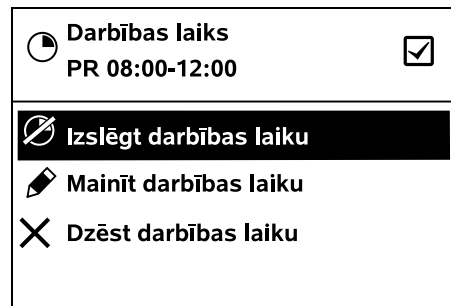 Darbības laiks
PR 08:00-12:00
Izslēgt darbības laiku
Mainīt darbības laiku
Dzēst darbības laiku